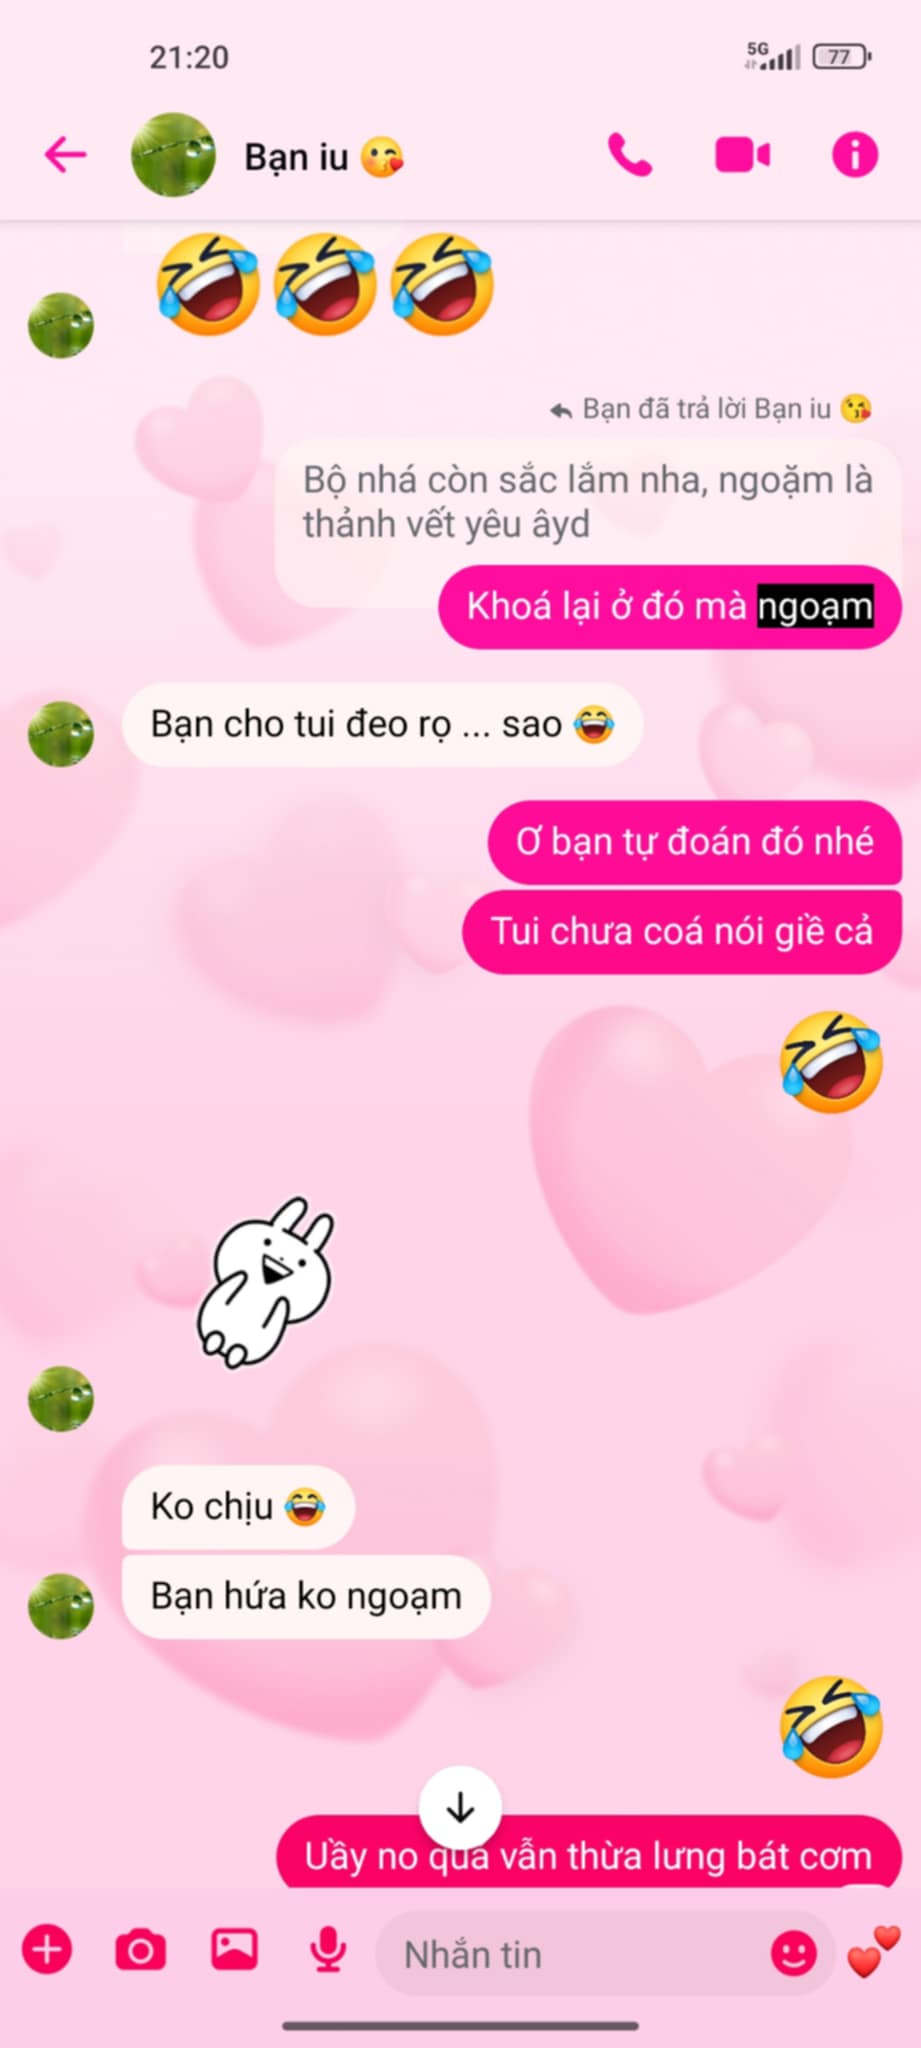 21:20
5G
77
Bạn iu 😘
🤣🤣🤣
Bạn đã trả lời Bạn iu 😘
Bộ nhá còn sắc lắm nha, ngoặm là
thảnh vết yêu âyd
Khoá lại ở đó mà ngoạm
Bạn cho tui đeo rọ ... sao 😂
Ơ bạn tự đoán đó nhé
Tui chưa coá nói giề cả
🤣
Ko chịu 😂
Bạn hứa ko ngoạm
🤣
Uầy no quá vẫn thừa lưng bát cơm
Nhắn tin